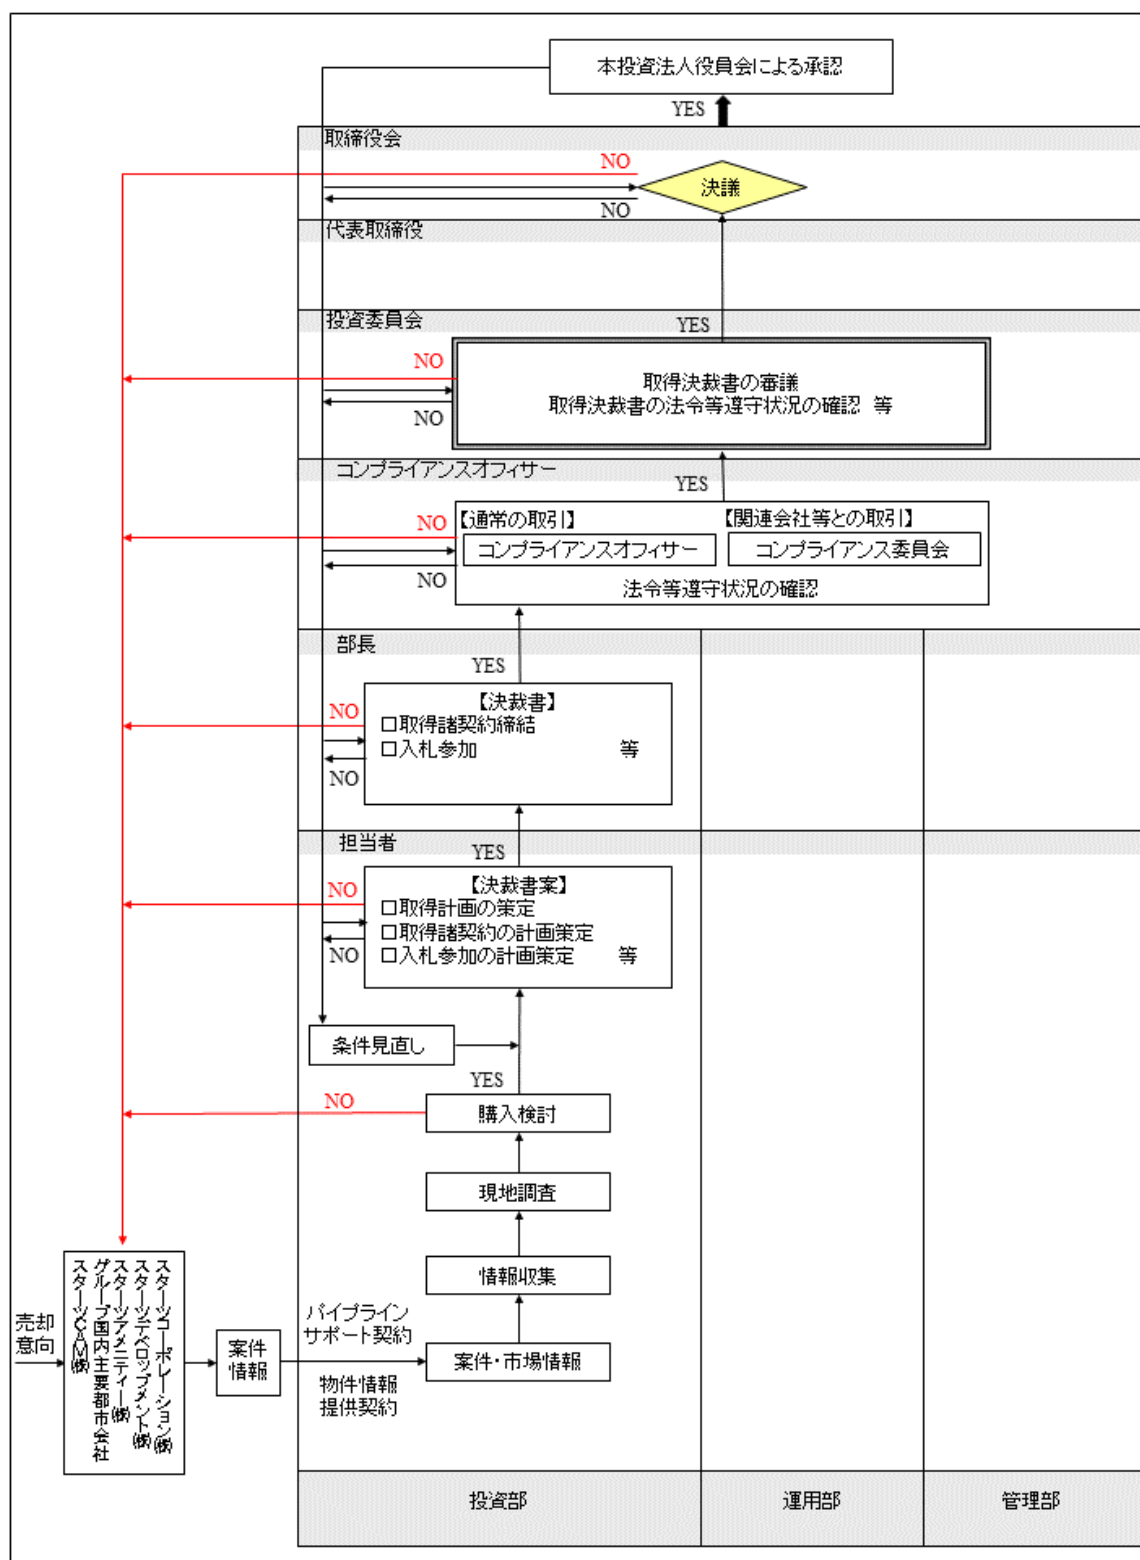 本投資法人役員会による承認
YES
取締役会
NO
決議
NO
代表取締役
投資委員会
YES
NO
取得決裁書の審議
取得決裁書の法令等遵守状況の確認 等
NO
コンプライアンスオフィサー
YES
NO
【通常の取引】
【関連会社等との取引】
コンプライアンスオフィサー
コンプライアンス委員会
NO
法令等遵守状況の確認
部長
YES
【決裁書】
NO
□取得諸契約締結
□入札参加 等
NO
担当者
YES
【決裁書案】
NO
□取得計画の策定
□取得諸契約の計画策定
□入札参加の計画策定 等
NO
条件見直し
YES
NO
購入検討
現地調査
情報収集
売却
意向
スターツコーポレーション㈱
スターツデベロップメント㈱
スターツアメニティー㈱
グループ国内主要都市会社
スターツCAM㈱
案件
情報
パイプライン
サポート契約
物件情報
提供契約
案件・市場情報
投資部
運用部
管理部